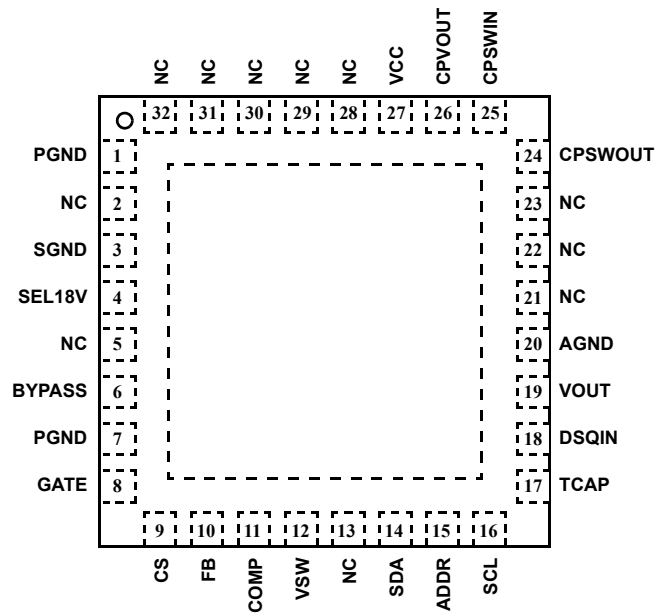 NC NC NC NC NC VCC CPVOUT CPSWIN
32 31 30 29 28 27 26 25
PGND 1
NC 2
SGND 3
SEL18V 4
NC 5
BYPASS 6
PGND 7
GATE 8
24 CPSWOUT
23 NC
22 NC
21 NC
20 AGND
19 VOUT
18 DSQIN
17 TCAP
9 10 11 12 13 14 15 16
CS FB COMP VSW NC SDA ADDR SCL